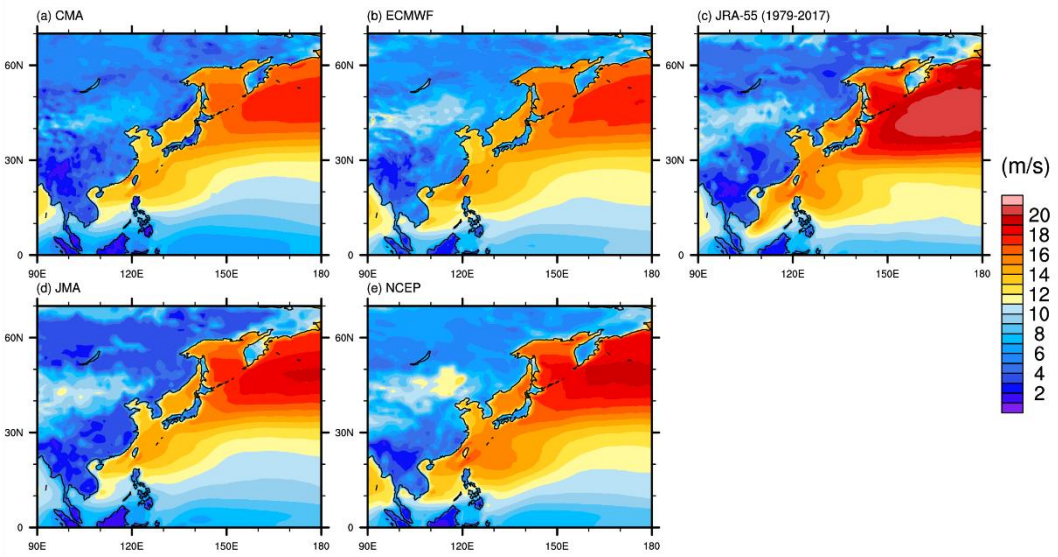 (a) CMA
(b) ECMWF
(c) JRA-55 (1979-2017)
60N
30N
0
90E
120E
150E
180
60N
30N
0
90E
120E
150E
180
60N
30N
0
90E
120E
150E
180
(m/s)
20
18
16
14
12
10
8
6
4
2
(d) JMA
(e) NCEP
60N
30N
0
90E
120E
150E
180
60N
30N
0
90E
120E
150E
180